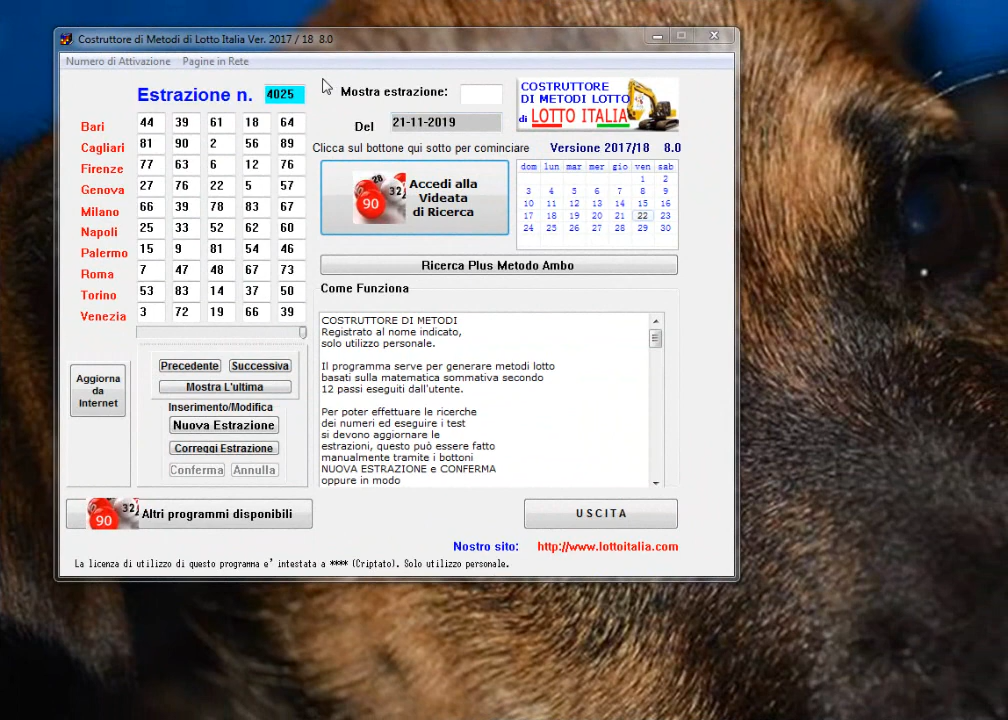 Costruttore di Metodi di Lotto Italia Ver. 2017 / 18 8.0
Numero di Attivazione Pagine in Rete
Estrazione n. 4025
Mostra estrazione:
Del 21-11-2019
COSTRUTTORE
DI METODI LOTTO
di LOTTO ITALIA
Bari 44 39 61 18 64
Cagliari 81 90 2 56 89
Firenze 77 63 6 12 76
Genova 27 76 22 5 57
Milano 66 39 78 83 67
Napoli 25 33 52 62 60
Palermo 15 9 81 54 46
Roma 7 47 48 67 73
Torino 53 83 14 37 50
Venezia 3 72 19 66 39
Clicca sul bottone qui sotto per cominciare
Versione 2017/18 8.0
20 32 90
Accedi alla
Videata
di Ricerca
dom lun mar mer gio ven sab
1 2
3 4 5 6 7 8 9
10 11 12 13 14 15 16
17 18 19 20 21 22 23
24 25 26 27 28 29 30
Ricerca Plus Metodo Ambo
Come Funziona
COSTRUTTORE DI METODI
Registrato al nome indicato,
solo utilizzo personale.
Il programma serve per generare metodi lotto
basati sulla matematica sommativa secondo
12 passi eseguiti dall'utente.
Per poter effettuare le ricerche
dei numeri ed eseguire i test
si devono aggiornare le
estrazioni, questo può essere fatto
manualmente tramite i bottoni
NUOVA ESTRAZIONE e CONFERMA
oppure in modo
Aggiorna
da
Internet
Precedente Successiva
Mostra L'ultima
Inserimento/Modifica
Nuova Estrazione
Correggi Estrazione
Conferma Annulla
90 32
Altri programmi disponibili
USCITA
Nostro sito: http://www.lottoitalia.com
La licenza di utilizzo di questo programma e' intestata a **** (Criptato). Solo utilizzo personale.